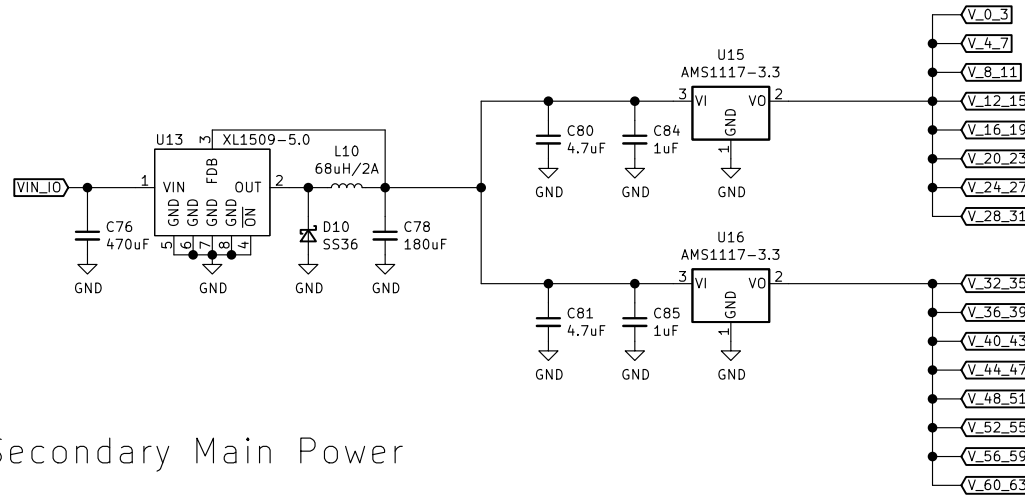 V_0_3
V_4_7
V_8_11
V_12_15
V_16_19
V_20_23
V_24_27
V_28_31
U15
AMS1117-3.3
3 VI VO 2
GND
1
GND
C80
4.7uF
GND
C84
1uF
GND
U13 XL1509-5.0
3
FDB
VIN_IO
1 VIN OUT 2
GND GND GND GND ON
5 6 7 8 4
GND
C76
470uF
GND
L10
68uH/2A
D10
SS36
GND
C78
180uF
GND
U16
AMS1117-3.3
3 VI VO 2
GND
1
GND
C81
4.7uF
GND
C85
1uF
GND
V_32_35
V_36_39
V_40_43
V_44_47
V_48_51
V_52_55
V_56_59
V_60_63
Secondary Main Power